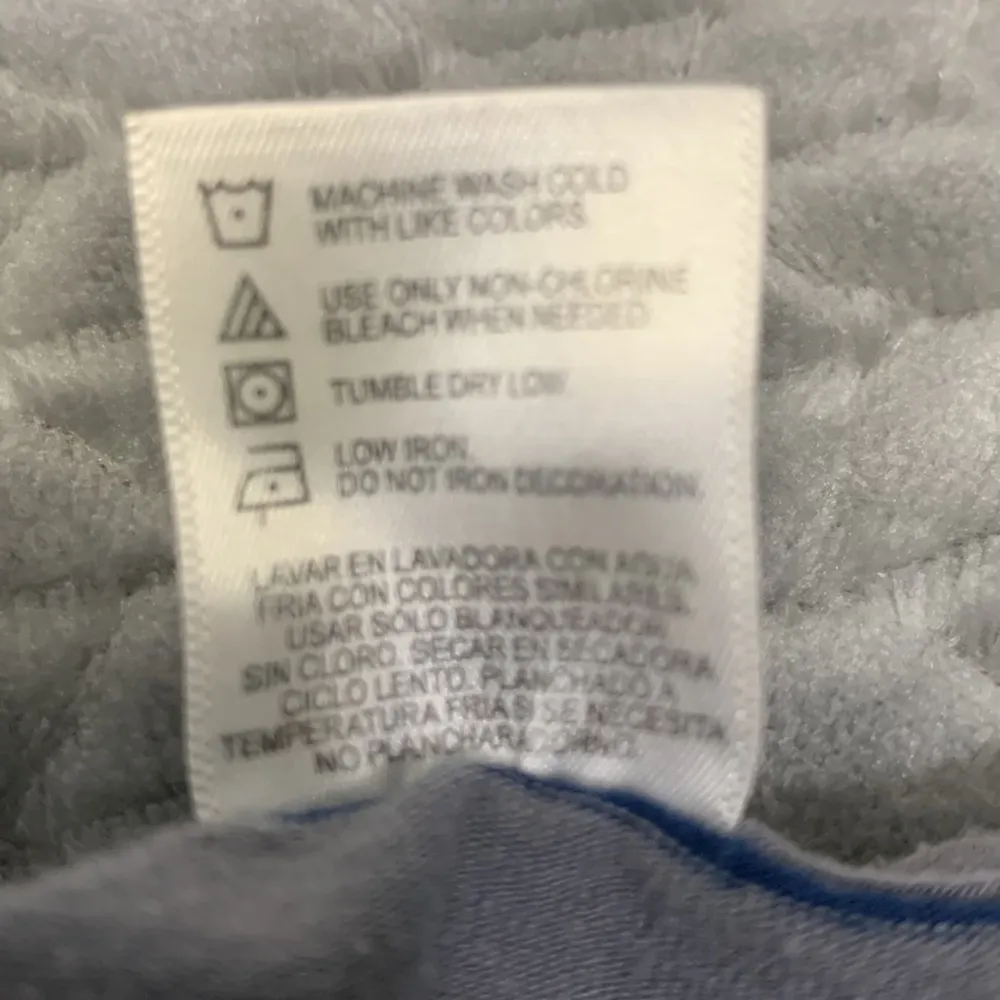 MACHINE WASH COLD
WITH LIKE COLORS
USE ONLY NON-CHLORINE
BLEACH WHEN NEEDED
TUMBLE DRY LOW
LOW IRON.
DO NOT IRON DECORATION.
LAVAR EN LAVADORA CON AGUA
FRIA CON COLORES SIMILARES.
USAR SOLO BLANQUEADOR
SIN CLORO. SECAR EN SECADORA
CICLO LENTO. PLANCHADO A
TEMPERATURA FRIA SI SE NECESITA
NO PLANCHAR